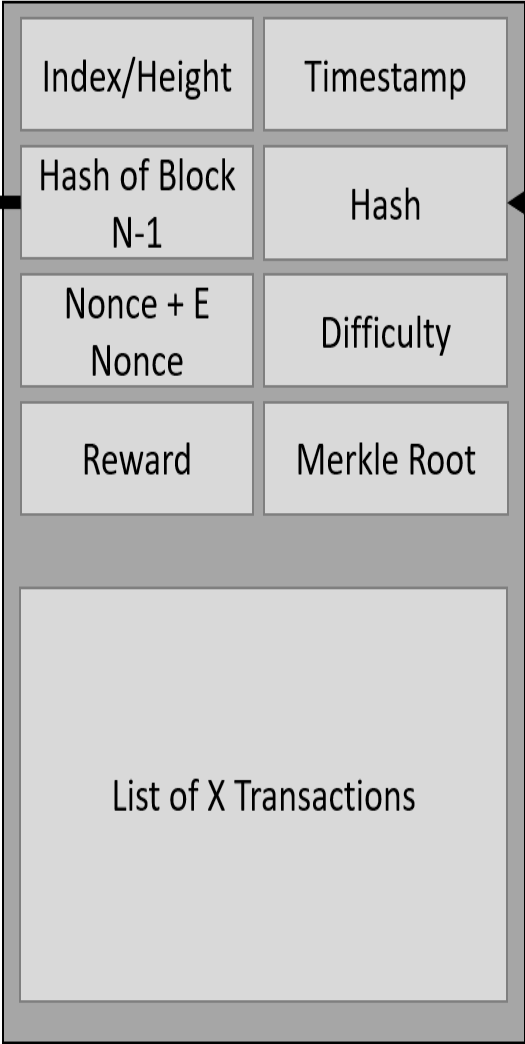 Index/Height
Timestamp
Hash of Block
N-1
Hash
Nonce + E
Nonce
Difficulty
Reward
Merkle Root
List of X Transactions